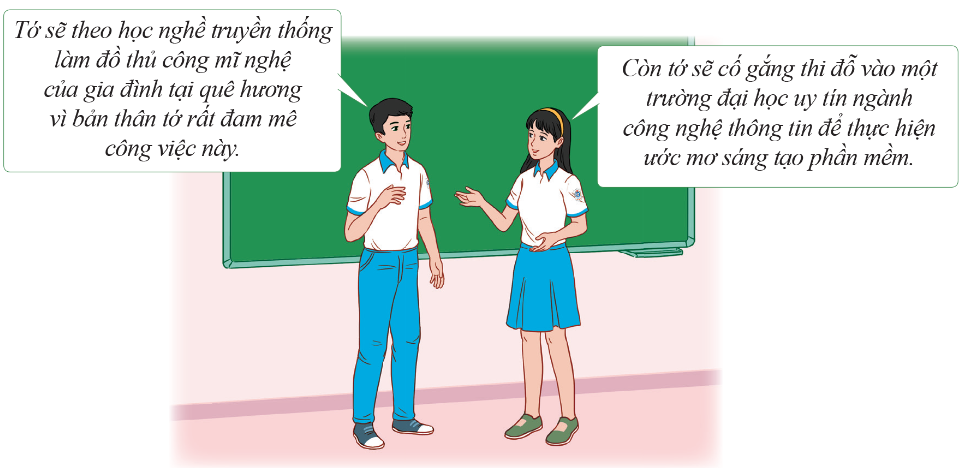 Tớ sẽ theo học nghề truyền thống
làm đồ thủ công mĩ nghệ
của gia đình tại quê hương
vì bản thân tớ rất đam mê
công việc này.
Còn tớ sẽ cố gắng thi đỗ vào một
trường đại học uy tín ngành
công nghệ thông tin để thực hiện
ước mơ sáng tạo phần mềm.